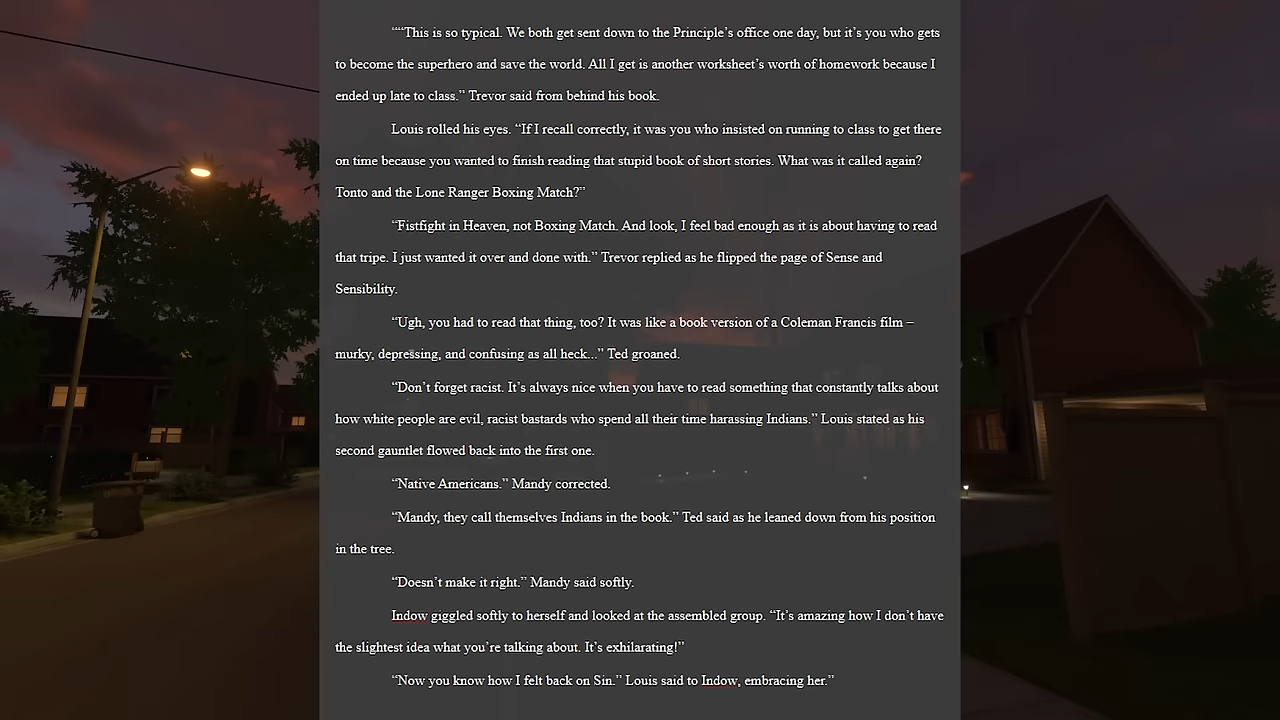 ““This is so typical. We both get sent down to the Principle’s office one day, but it’s you who gets
to become the superhero and save the world. All I get is another worksheet’s worth of homework because I
ended up late to class.” Trevor said from behind his book.
Louis rolled his eyes. “If I recall correctly, it was you who insisted on running to class to get there
on time because you wanted to finish reading that stupid book of short stories. What was it called again?
Tonto and the Lone Ranger Boxing Match?”
“Fistfight in Heaven, not Boxing Match. And look, I feel bad enough as it is about having to read
that tripe. I just wanted it over and done with.” Trevor replied as he flipped the page of Sense and
Sensibility.
“Ugh, you had to read that thing, too? It was like a book version of a Coleman Francis film –
murky, depressing, and confusing as all heck...” Ted groaned.
“Don’t forget racist. It’s always nice when you have to read something that constantly talks about
how white people are evil, racist bastards who spend all their time harassing Indians.” Louis stated as his
second gauntlet flowed back into the first one.
“Native Americans.” Mandy corrected.
“Mandy, they call themselves Indians in the book.” Ted said as he leaned down from his position
in the tree.
“Doesn’t make it right.” Mandy said softly.
Indow giggled softly to herself and looked at the assembled group. “It’s amazing how I don’t have
the slightest idea what you’re talking about. It’s exhilarating!”
“Now you know how I felt back on Sin.” Louis said to Indow, embracing her.”